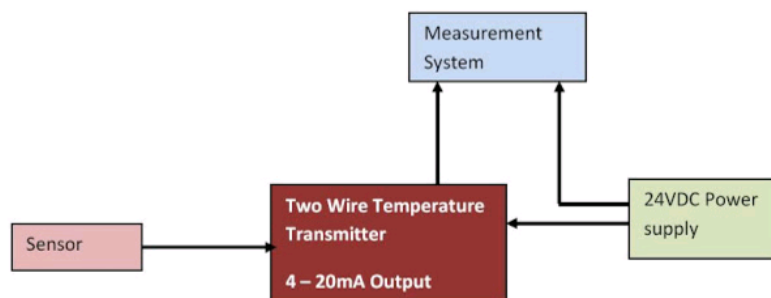 Measurement
System
Two Wire Temperature
Transmitter
4 – 20mA Output
24VDC Power
supply
Sensor